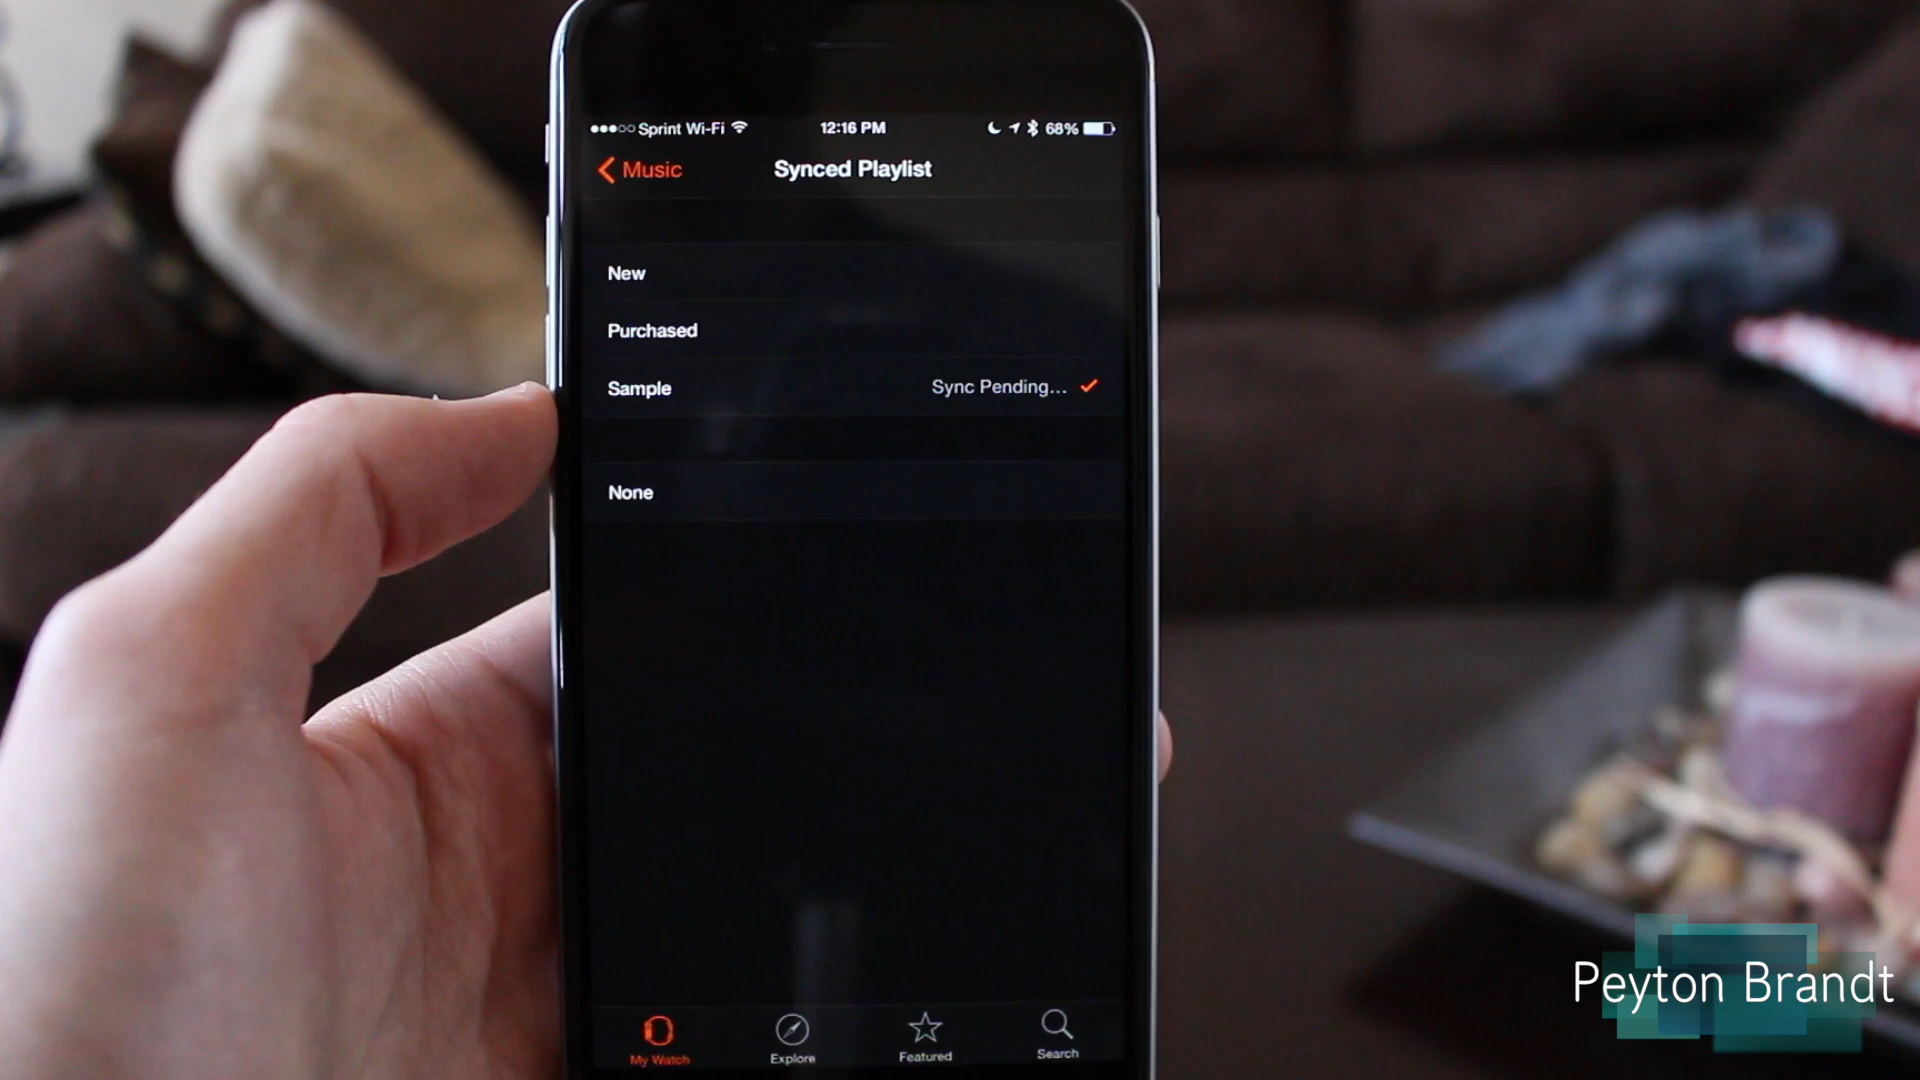 Sprint Wi-Fi 12:16 PM 68%
Music Synced Playlist
New
Purchased
Sample Sync Pending...
None
My Watch Explore Featured Search
Peyton Brandt